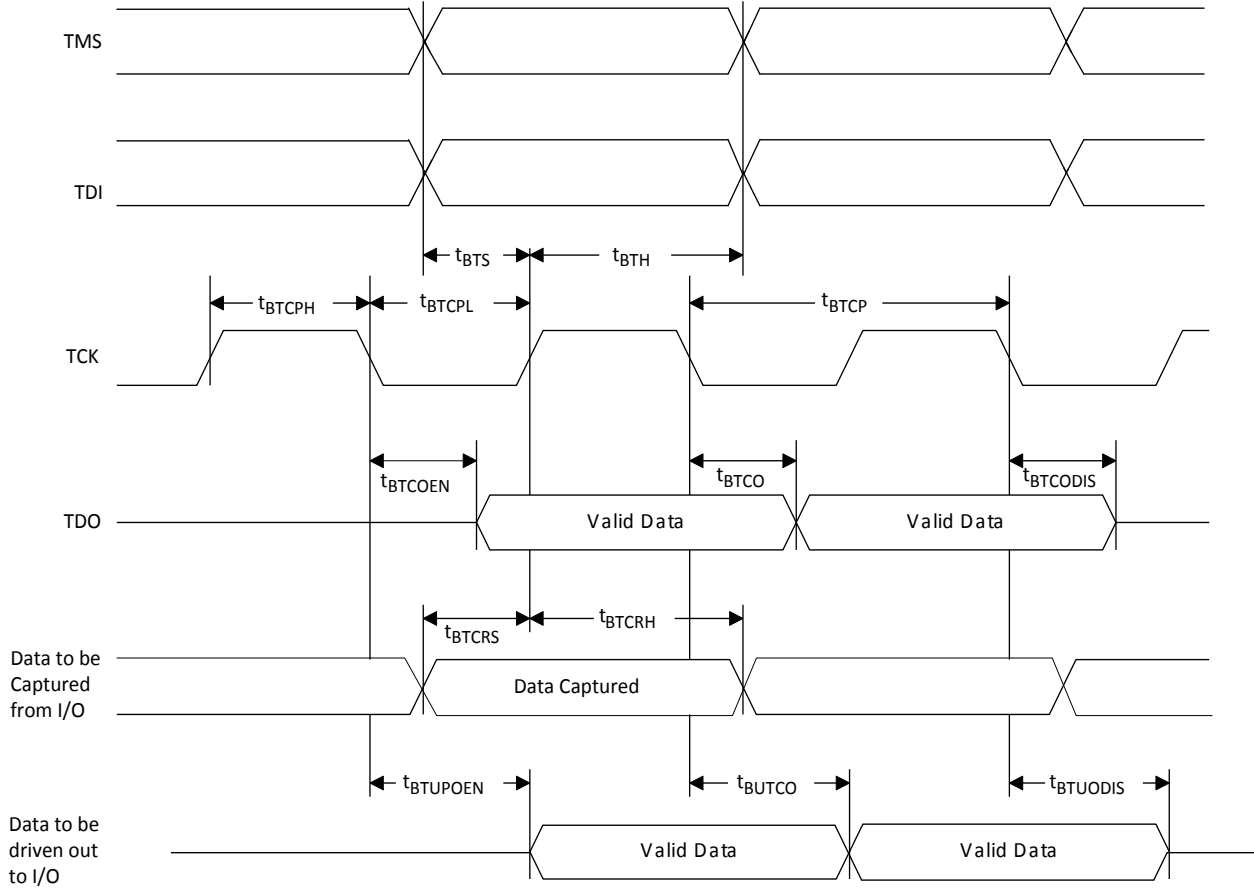 TMS
TDI
tBTS
tBTH
tBTCPH
tBTCPL
tBTCP
TCK
tBTCOEN
tBTCO
tBTCODIS
TDO
Valid Data
Valid Data
tBTCRS
tBTCRH
Data to be
Captured
from I/O
Data Captured
tBTUPOEN
tBUTCO
tBTUODIS
Data to be
driven out
to I/O
Valid Data
Valid Data